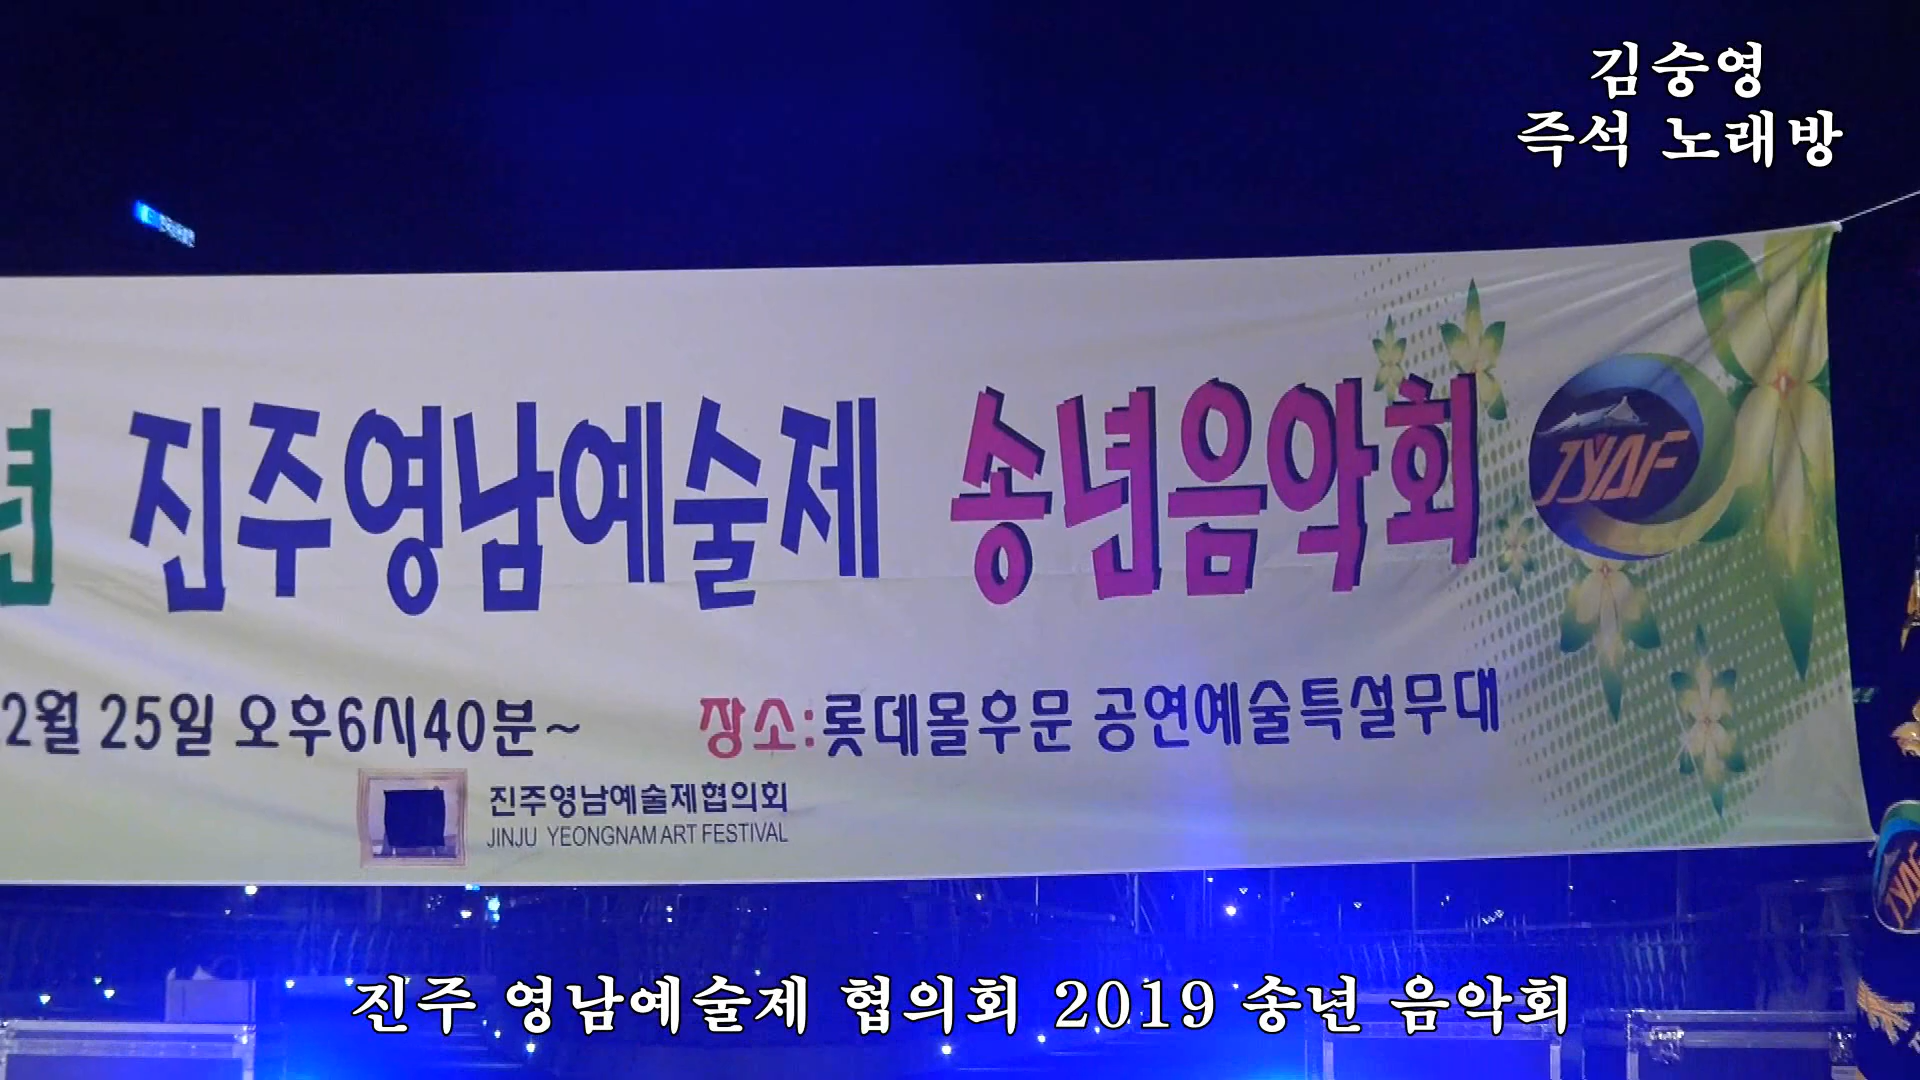 김숭영
즉석 노래방
년 진주영남예술제 송년음악회
JYAF
2월 25일 오후6시40분~ 장소:롯데몰후문 공연예술특설무대
진주영남예술제협의회
JINJU YEONGNAM ART FESTIVAL
진주 영남예술제 협의회 2019 송년 음악회